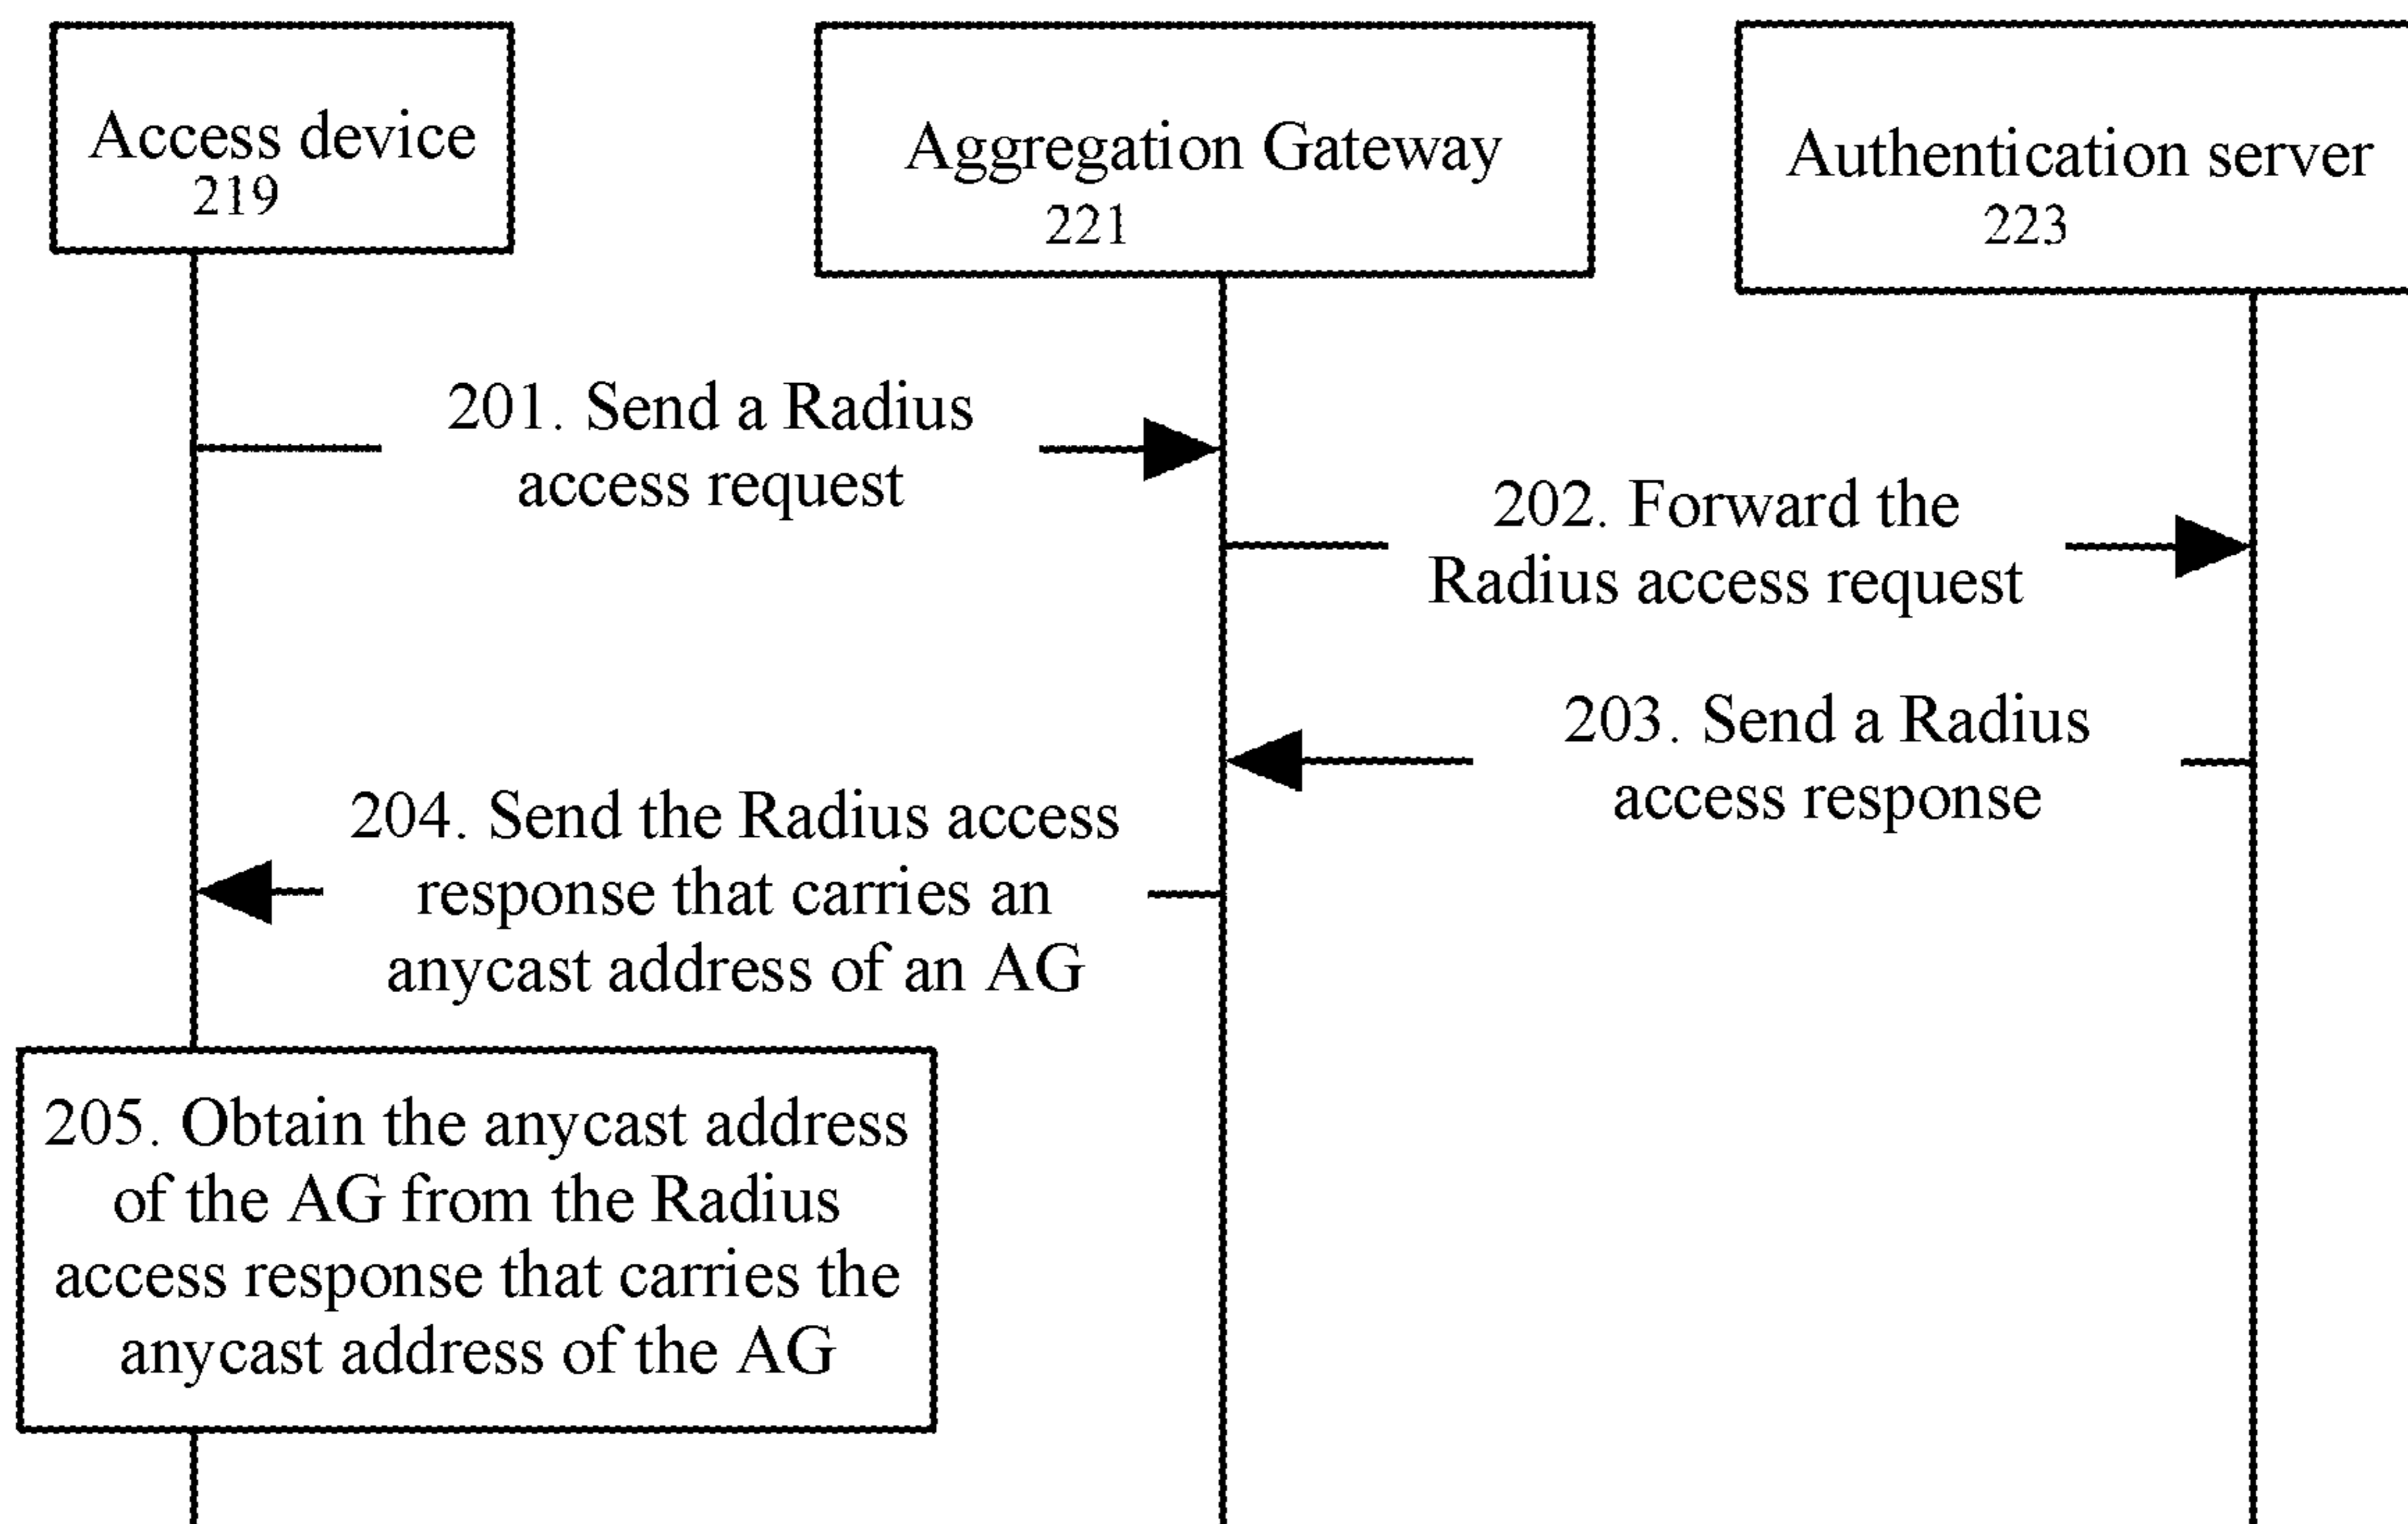 Access device
219
Aggregation Gateway
221
Authentication server
223
201. Send a Radius
access request
202. Forward the
Radius access request
203. Send a Radius
access response
204. Send the Radius access
response that carries an
anycast address of an AG
205. Obtain the anycast address
of the AG from the Radius
access response that carries the
anycast address of the AG